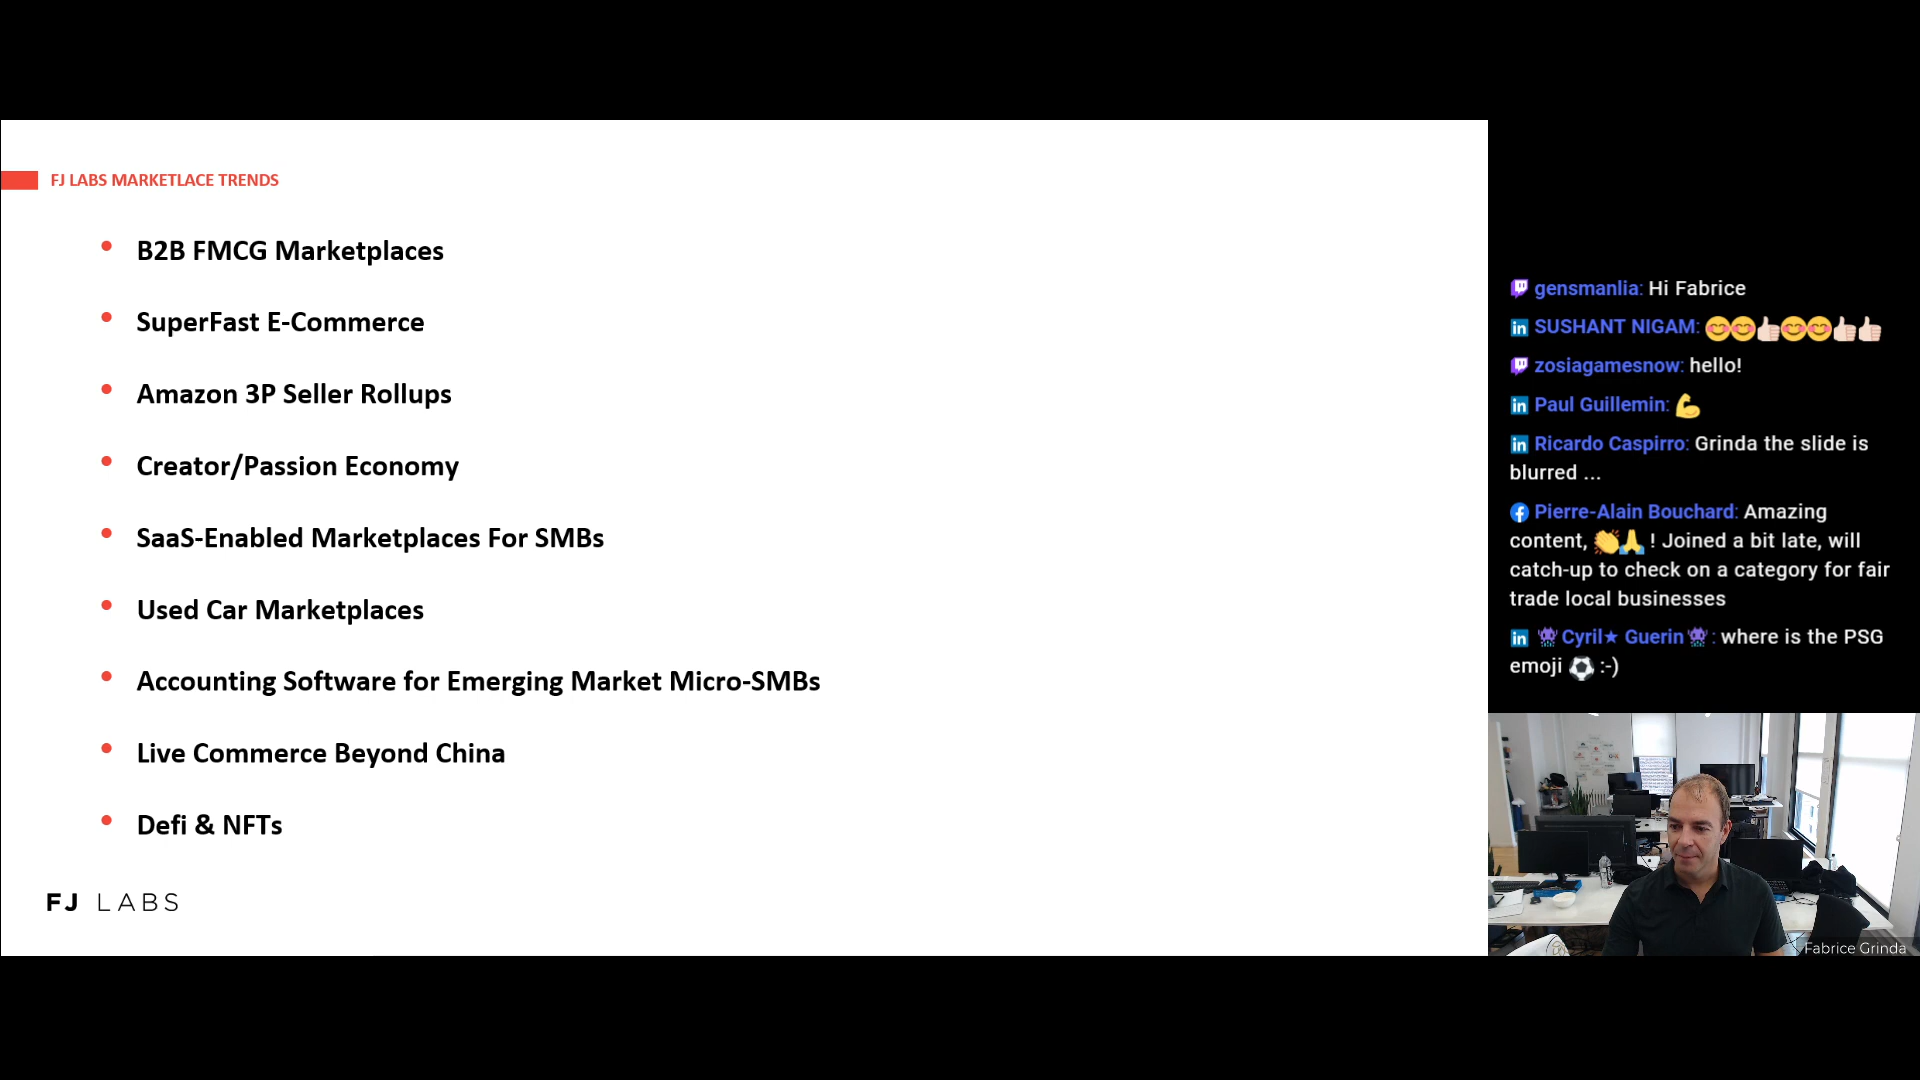 FJ LABS MARKETLACE TRENDS
• B2B FMCG Marketplaces
• SuperFast E-Commerce
• Amazon 3P Seller Rollups
• Creator/Passion Economy
• SaaS-Enabled Marketplaces For SMBs
• Used Car Marketplaces
• Accounting Software for Emerging Market Micro-SMBs
• Live Commerce Beyond China
• Defi & NFTs
FJ LABS
gensmanlia: Hi Fabrice
SUSHANT NIGAM: 😊😊👍🏻😊😊👍🏻👍🏻
zosiagamesnow: hello!
Paul Guillemin: 💪
Ricardo Caspirro: Grinda the slide is
blurred ...
Pierre-Alain Bouchard: Amazing
content, 👏🙏 ! Joined a bit late, will
catch-up to check on a category for fair
trade local businesses
👾Cyril★ Guerin👾: where is the PSG
emoji ⚽ :-)
Fabrice Grinda